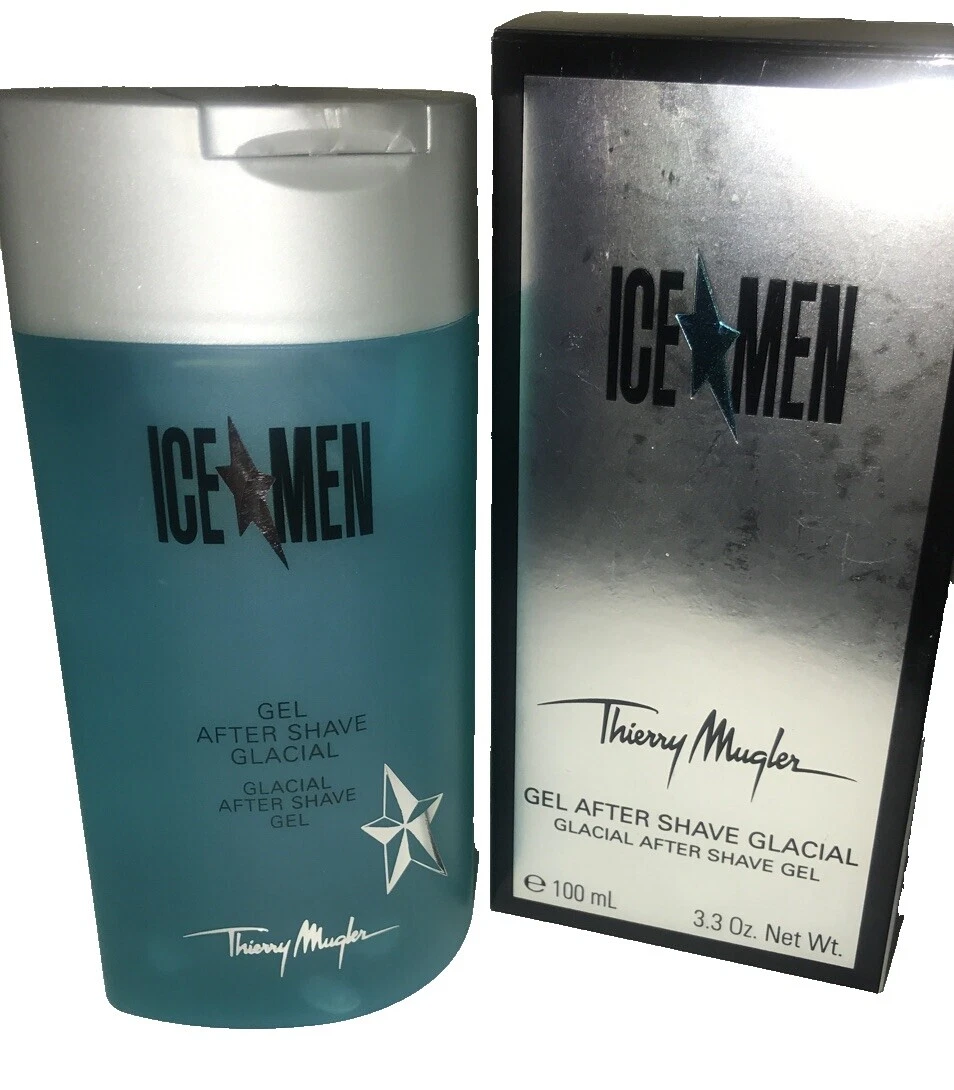 ICE★MEN
GEL
AFTER SHAVE
GLACIAL
GLACIAL
AFTER SHAVE
GEL
Thierry Mugler
ICE★MEN
Thierry Mugler
GEL AFTER SHAVE GLACIAL
GLACIAL AFTER SHAVE GEL
℮ 100 mL
3.3 Oz. Net Wt.